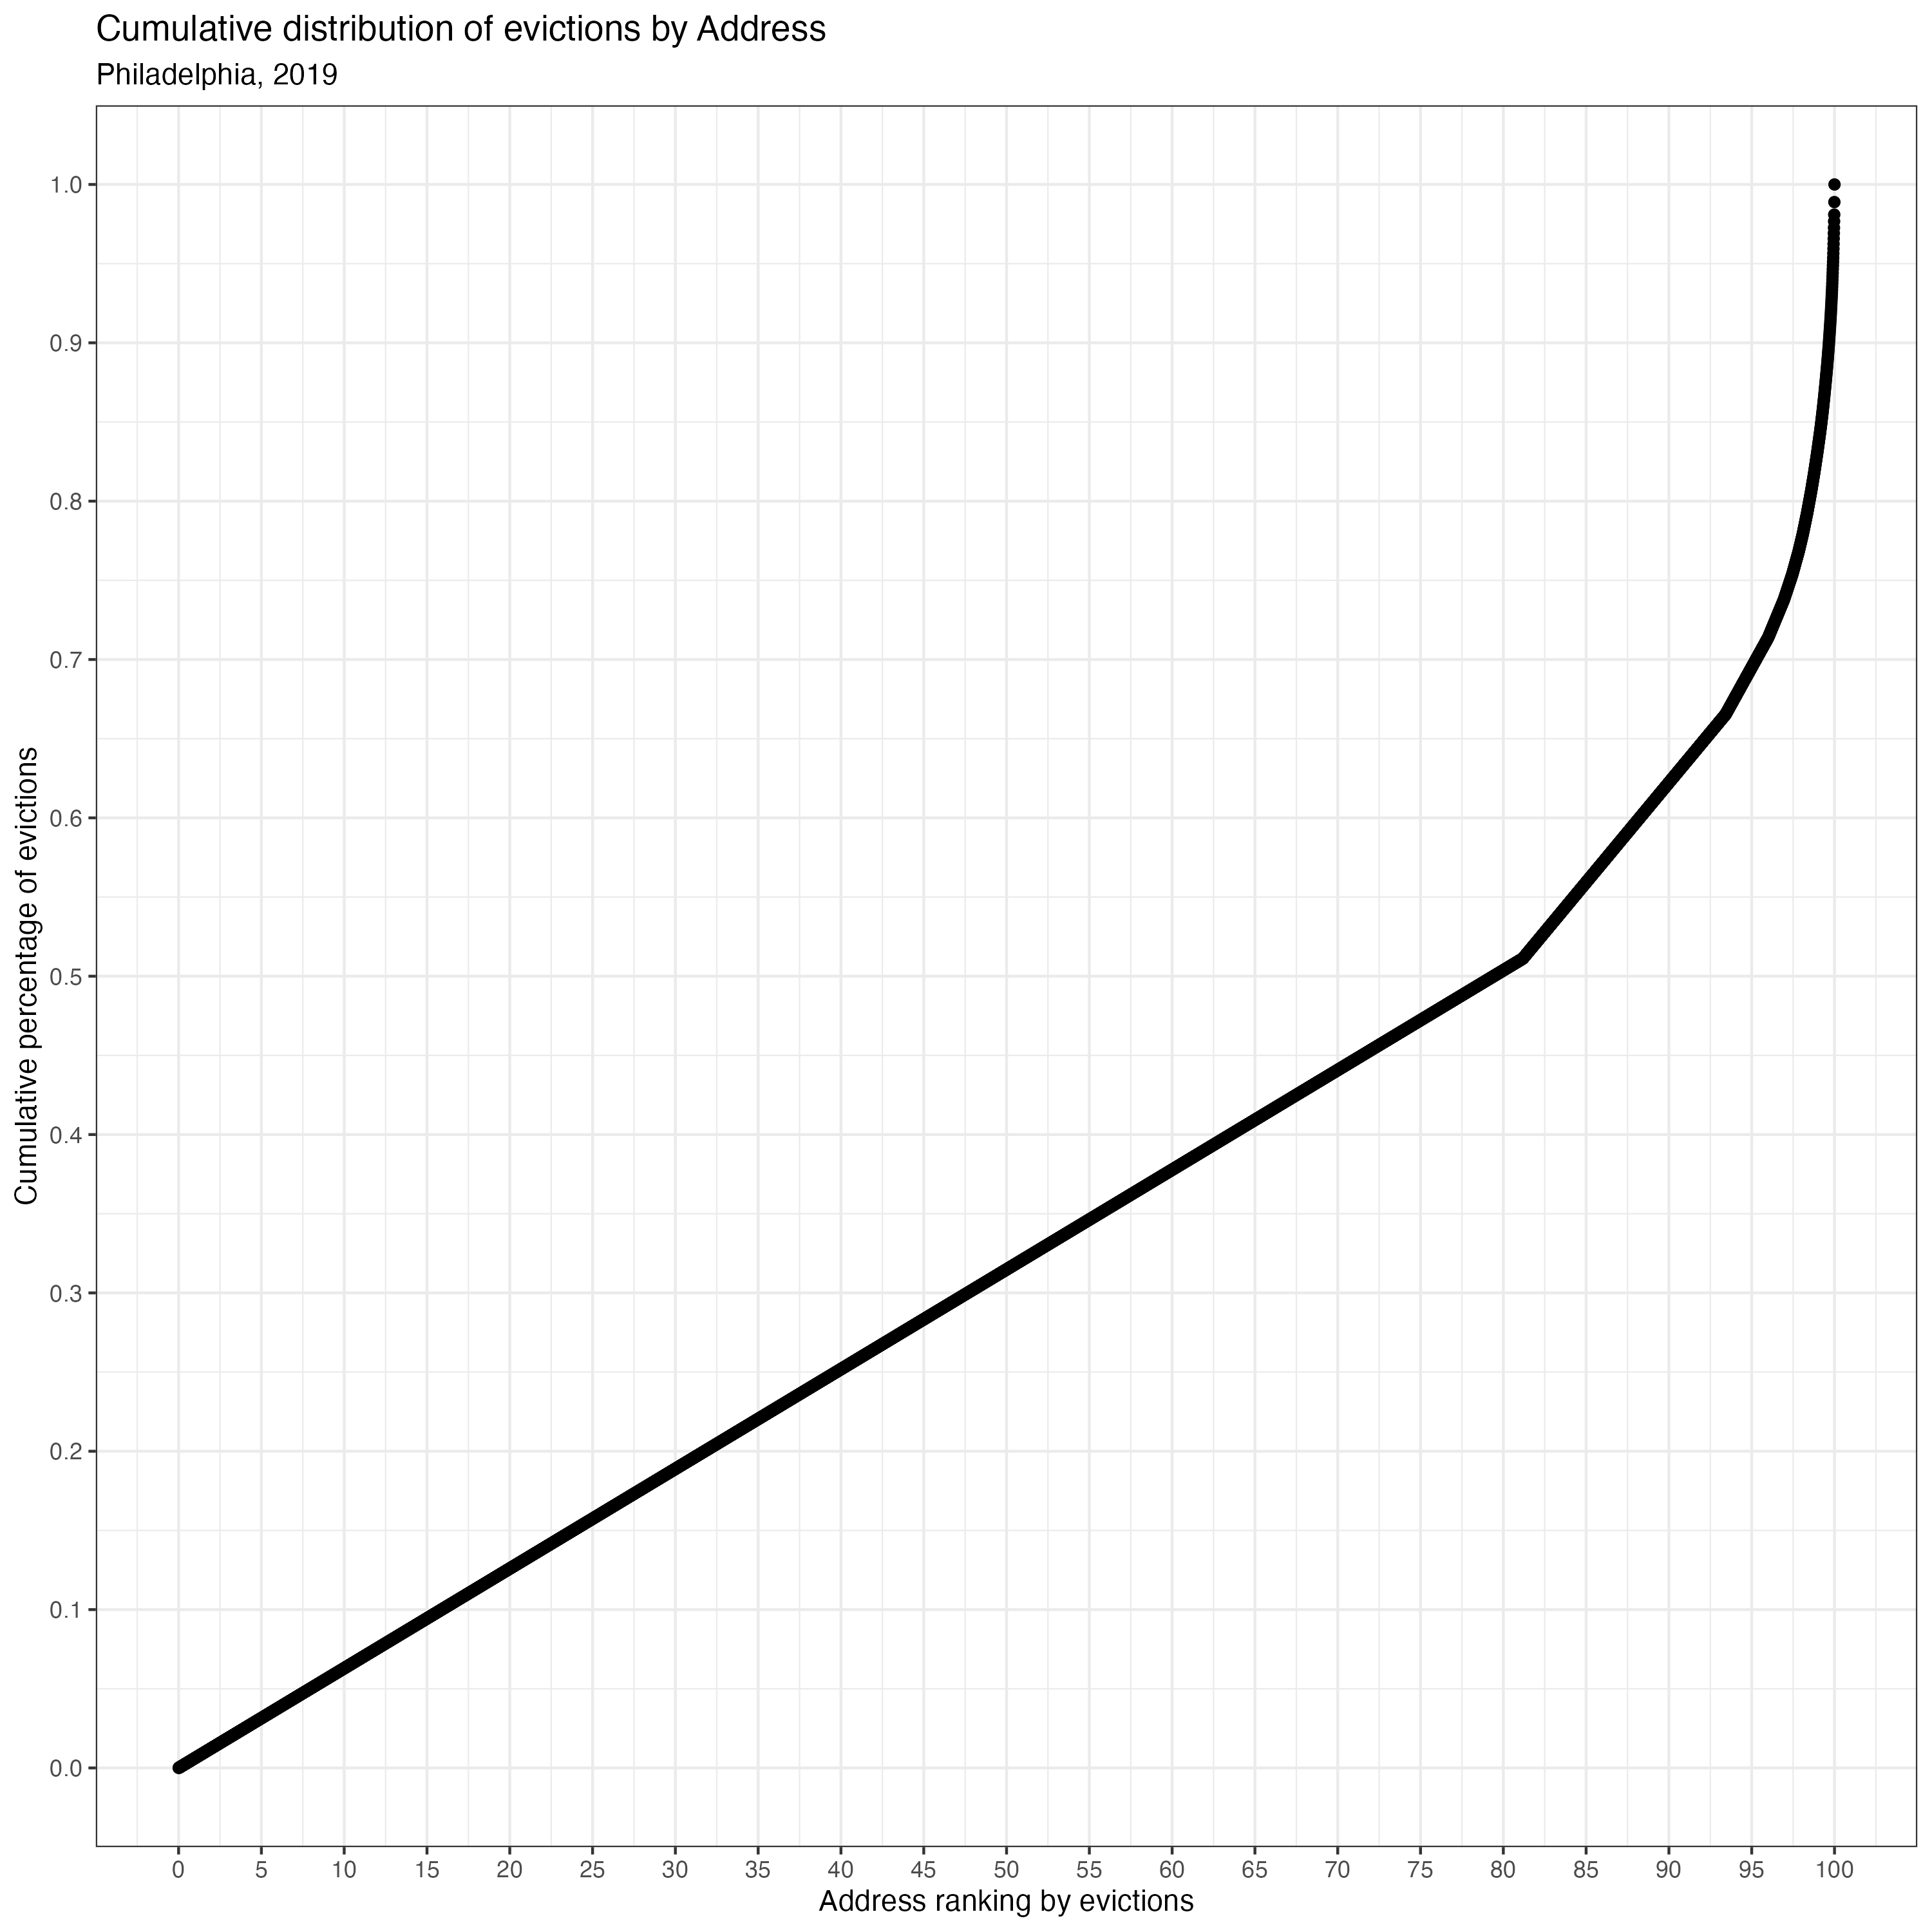 Cumulative distribution of evictions by Address
Philadelphia, 2019
Cumulative percentage of evictions
1.0
0.9
0.8
0.7
0.6
0.5
0.4
0.3
0.2
0.1
0.0
0 5 10 15 20 25 30 35 40 45 50 55 60 65 70 75 80 85 90 95 100
Address ranking by evictions